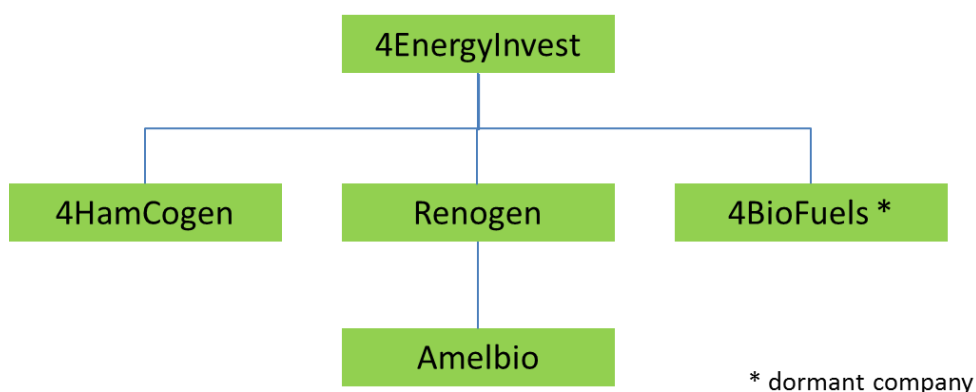 4EnergyInvest
4HamCogen
Renogen
4BioFuels *
Amelbio
* dormant company